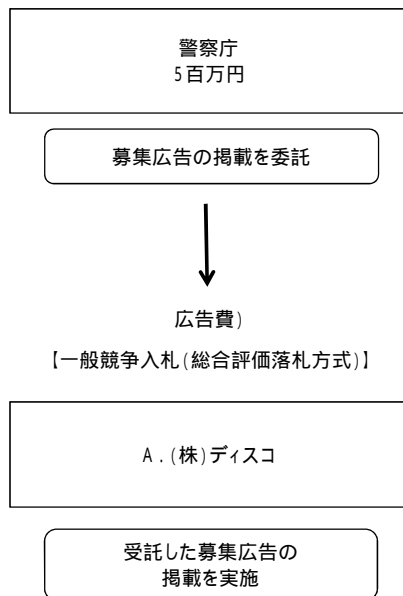 警察庁
5百万円
募集広告の掲載を委託
広告費)
【一般競争入札(総合評価落札方式)】
A.(株)ディスコ
受託した募集広告の
掲載を実施